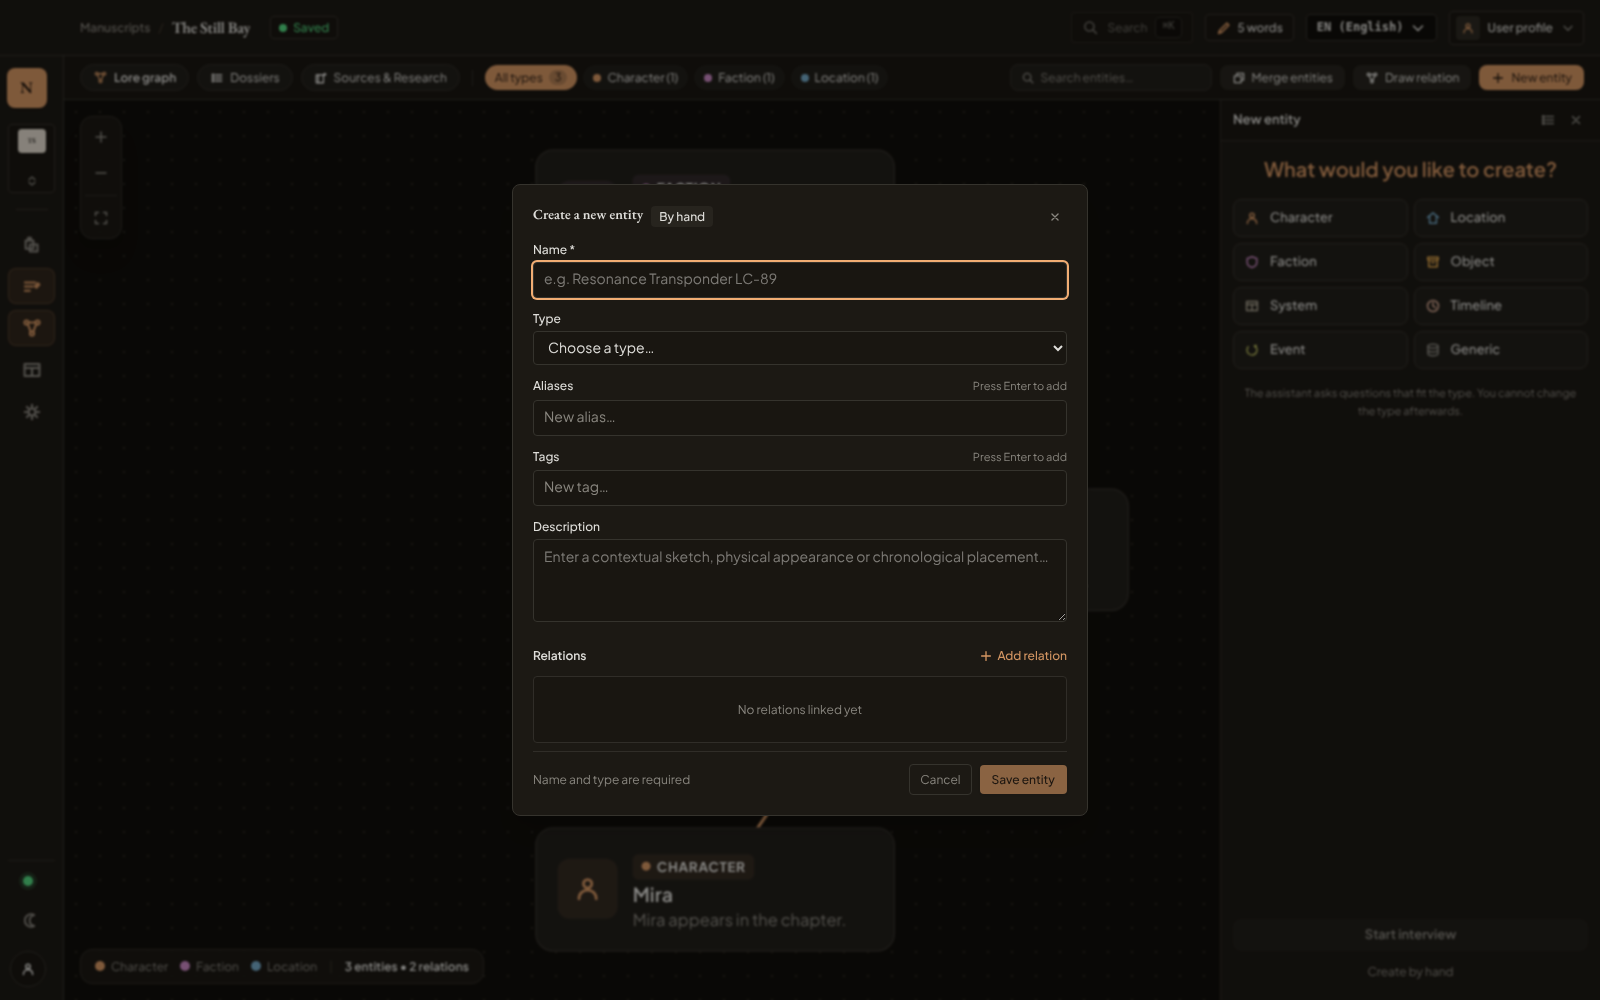 Manuscripts / The Still Bay
Saved
Search ⌘K
5 words
EN (English)
User profile
N
Lore graph
Dossiers
Sources & Research
All types 3
Character (1)
Faction (1)
Location (1)
Search entities...
Merge entities
Draw relation
+ New entity
New entity
What would you like to create?
Character
Location
Faction
Object
System
Timeline
Event
Generic
The assistant asks questions that fit the type. You cannot change
the type afterwards.
Start interview
Create by hand
FACTION
Create a new entity By hand
Name *
e.g. Resonance Transponder LC-89
Type
Choose a type...
Aliases Press Enter to add
New alias...
Tags Press Enter to add
New tag...
Description
Enter a contextual sketch, physical appearance or chronological placement...
Relations + Add relation
No relations linked yet
Name and type are required
Cancel
Save entity
CHARACTER
Mira
Mira appears in the chapter.
Character
Faction
Location
3 entities • 2 relations